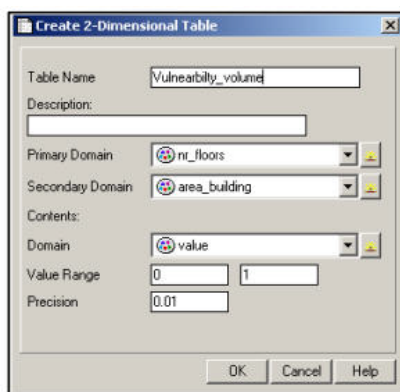 Create 2-Dimensional Table
Table Name Vulnearbilty_volume
Description:
Primary Domain nr_floors
Secondary Domain area_building
Contents:
Domain value
Value Range 0 1
Precision 0.01
OK Cancel Help